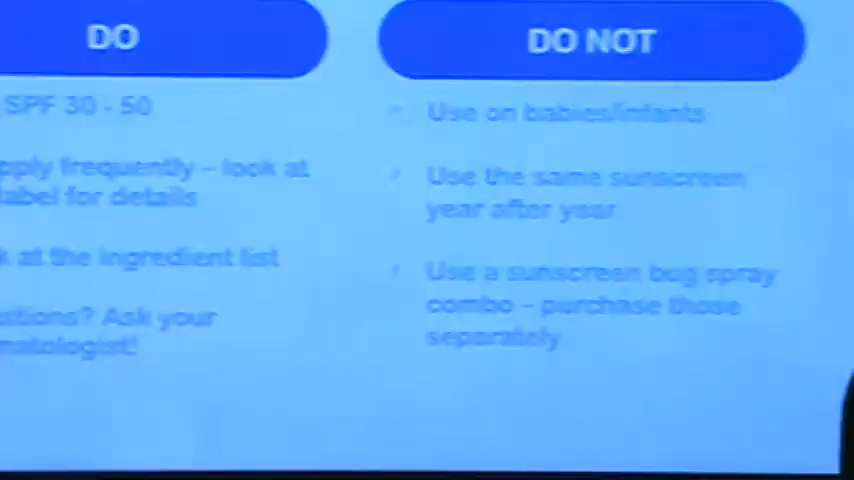 DO
SPF 30 - 50
pply frequently - look at
label for details
k at the ingredient list
stions? Ask your
matologist!
DO NOT
Use on babies/infants
Use the same sunscreen
year after year
Use a sunscreen bug spray
combo - purchase those
separately